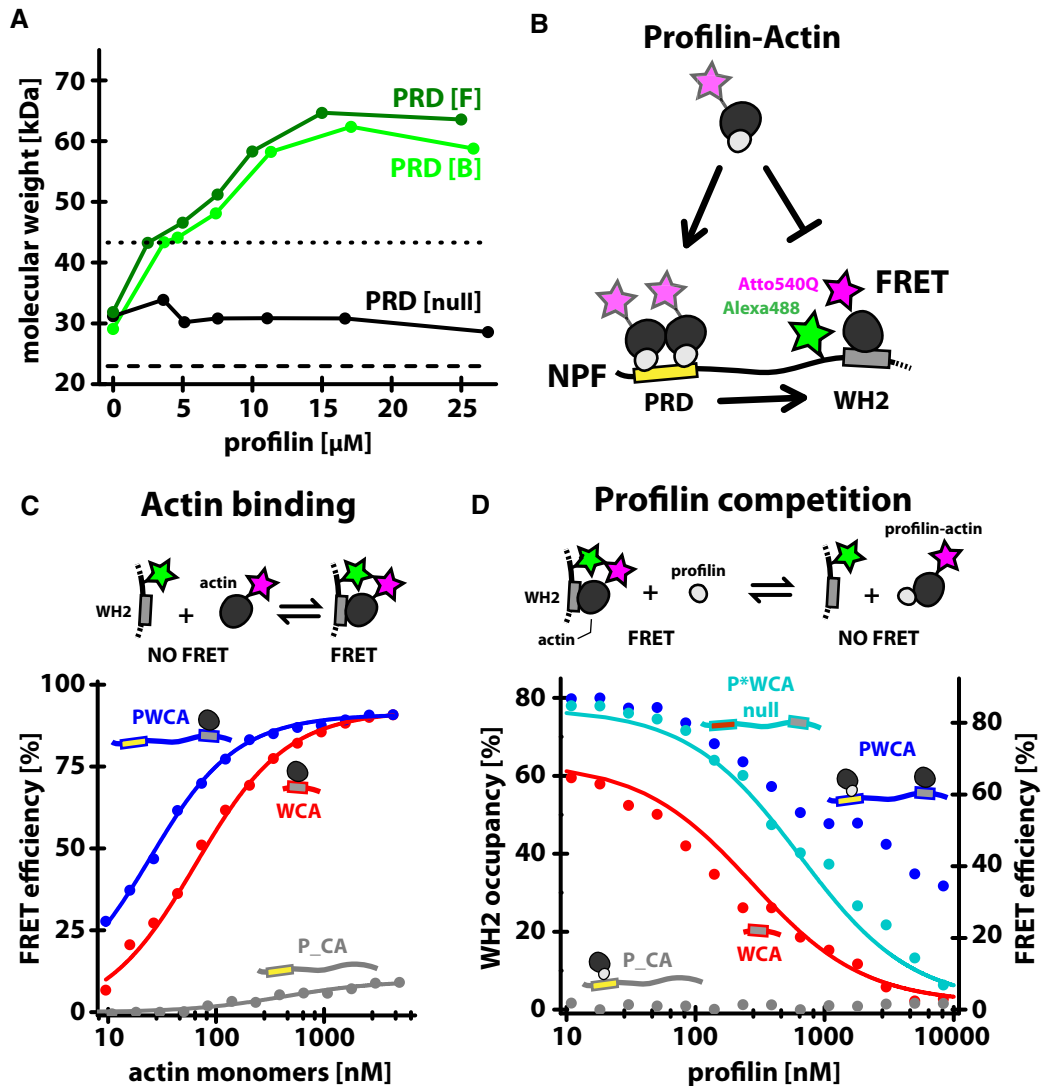 A
molecular weight [kDa]
70
60
50
40
30
20
PRD [F]
PRD [B]
PRD [null]
0
5
10
15
20
25
profilin [µM]
B
Profilin-Actin
Atto540Q
FRET
Alexa488
NPF
PRD
WH2
C
Actin binding
actin
WH2
+
NO FRET
FRET
FRET efficiency [%]
100
75
50
25
0
PWCA
WCA
P_CA
10
100
1000
actin monomers [nM]
D
Profilin competition
profilin-actin
profilin
WH2
+
+
actin
FRET
NO FRET
WH2 occupancy [%]
80
60
40
20
0
P*WCA
null
PWCA
WCA
P_CA
80
60
40
20
0
FRET efficiency [%]
10
100
1000
10000
profilin [nM]